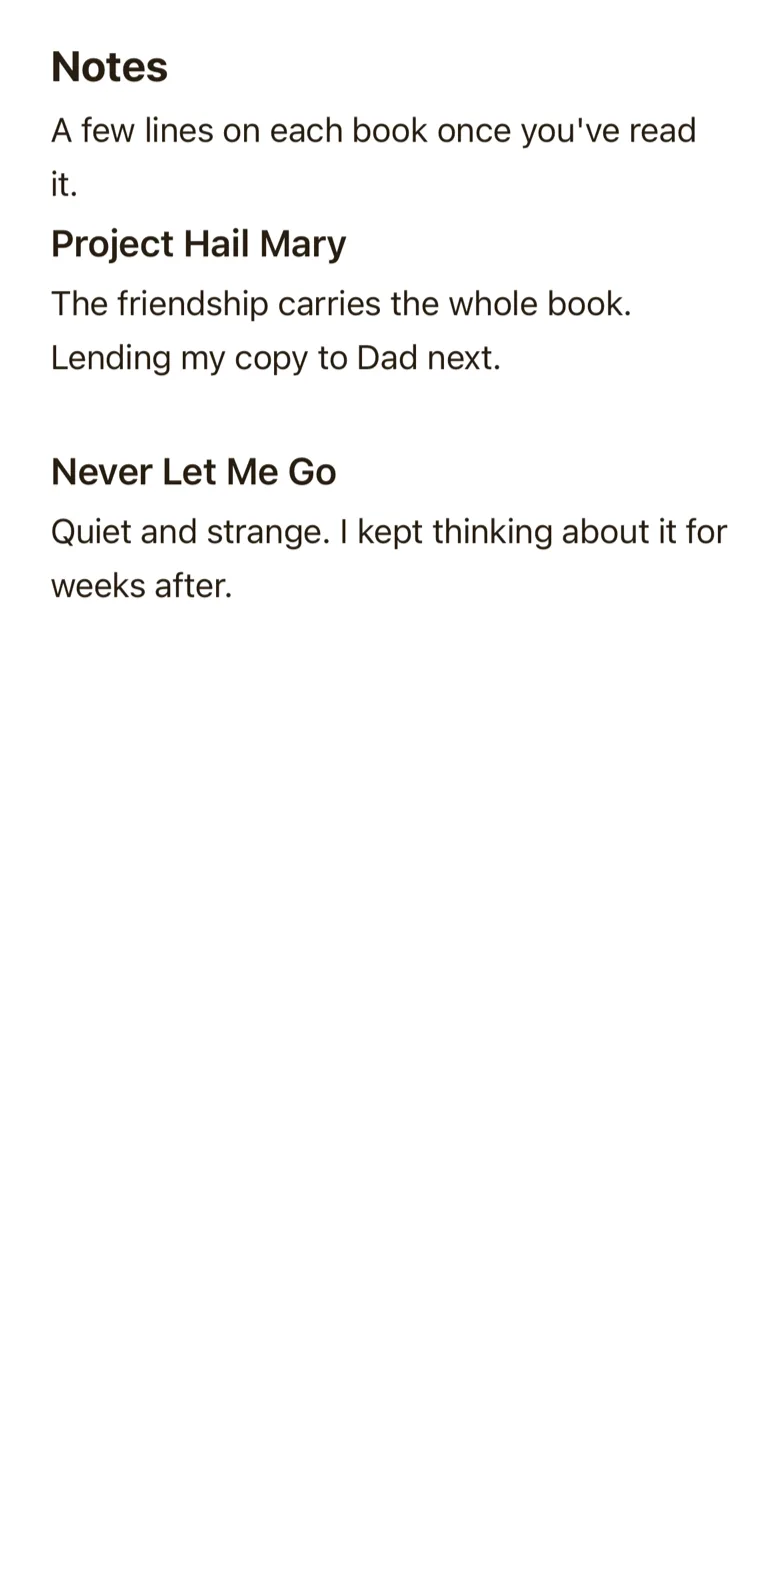 Notes
A few lines on each book once you've read
it.
Project Hail Mary
The friendship carries the whole book.
Lending my copy to Dad next.
Never Let Me Go
Quiet and strange. I kept thinking about it for
weeks after.